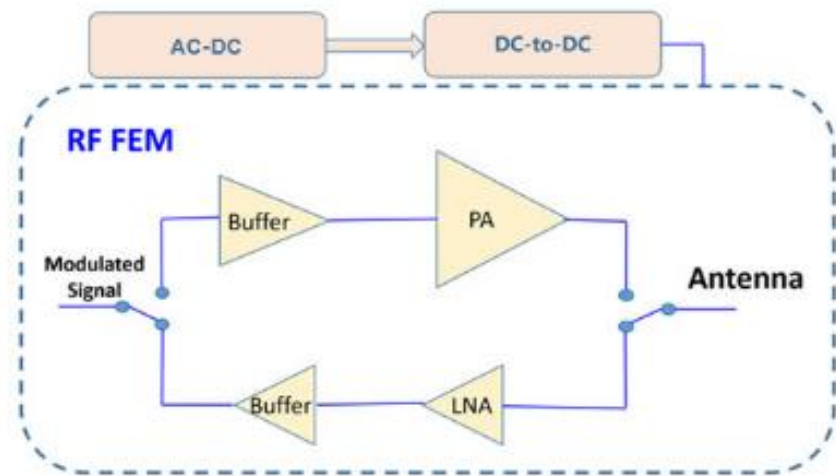 AC-DC
DC-to-DC
RF FEM
Buffer
PA
Modulated
Signal
Antenna
Buffer
LNA